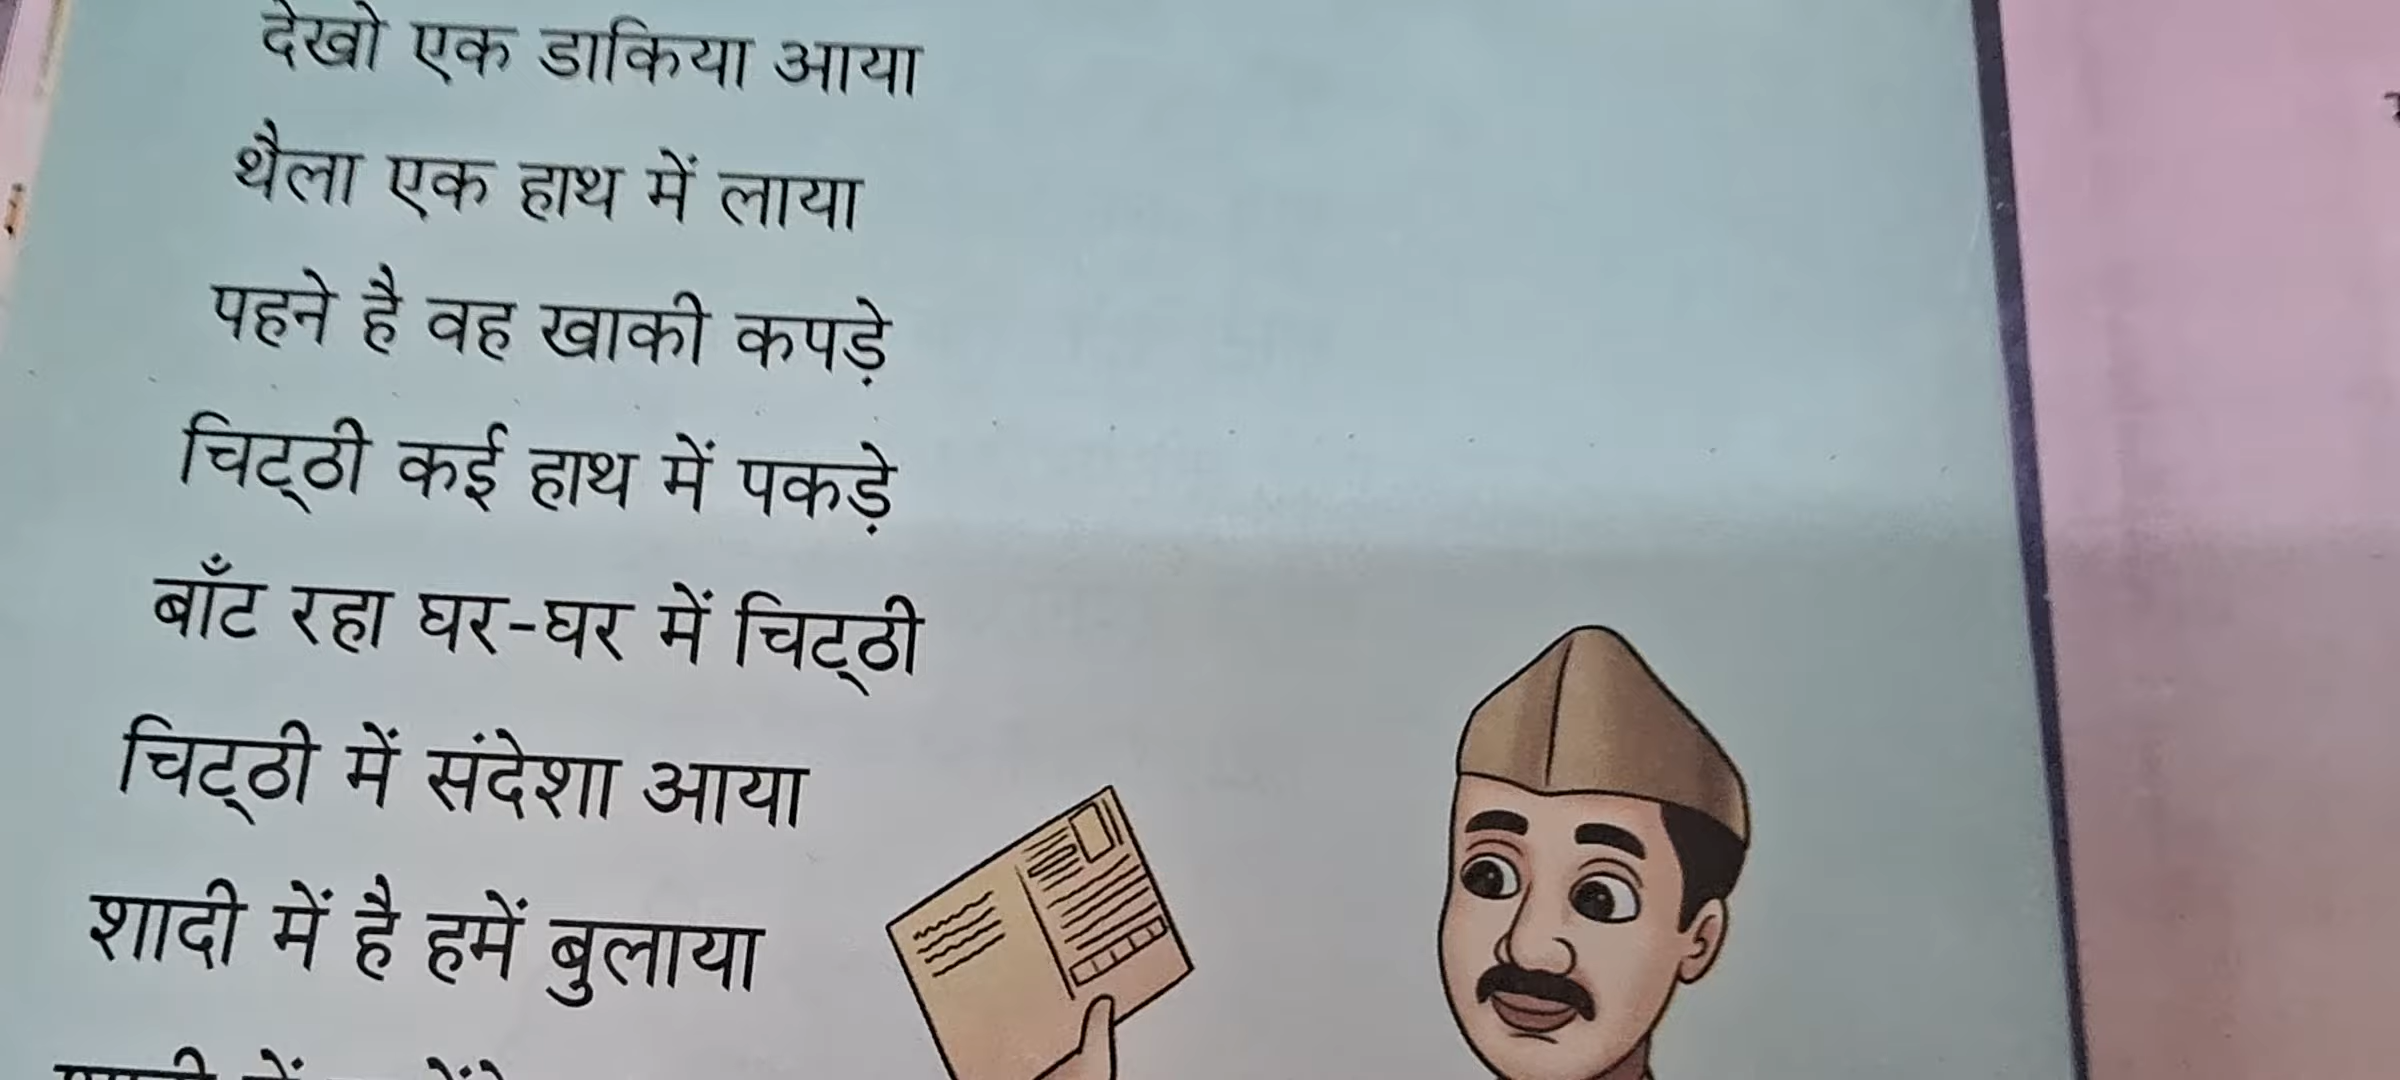 देखो एक डाकिया आया
थैला एक हाथ में लाया
पहने है वह खाकी कपड़े
चिट्ठी कई हाथ में पकड़े
बाँट रहा घर-घर में चिट्ठी
चिट्ठी में संदेशा आया
शादी में है हमें बुलाया